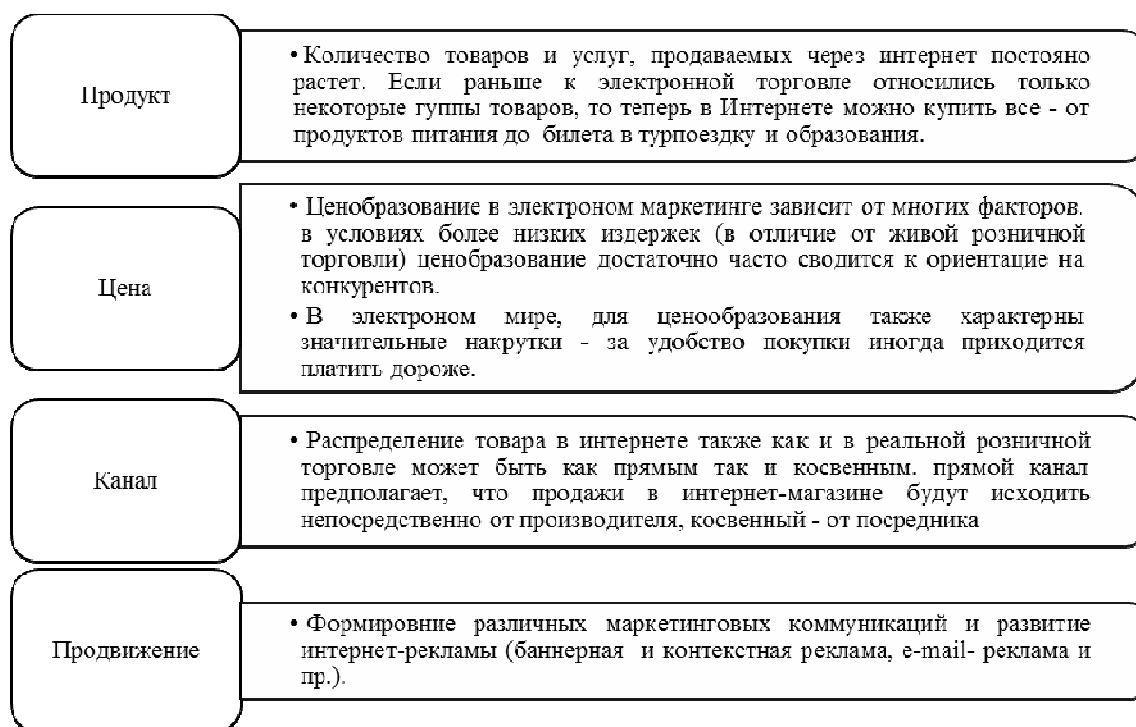 Продукт
• Количество товаров и услуг, продаваемых через интернет постояно
растет. Если раньше к электронной торговле относились только
некоторые гуппы товаров, то теперь в Интернете можно купить все - от
продуктов питания до билета в турпоездку и образования.
Цена
• Ценобразование в электроном маркетинге зависит от многих факторов.
в условиях более низких издержек (в отличие от живой розничной
торговли) ценобразование достаточно часто сводится к ориентацие на
конкурентов.
• В электроном мире, для ценообразования также характерны
значительные накрутки - за удобство покупки иногда приходится
платить дороже.
Канал
• Распределение товара в интернете также как и в реальной розничной
торговле может быть как прямым так и косвенным. прямой канал
предполагает, что продажи в интернет-магазине будут исходить
непосредственно от производителя, косвенный - от посредника
Продвижение
• Формировние различных маркетинговых коммуникаций и развитие
интернет-рекламы (баннерная и контекстная реклама, e-mail- реклама и
пр.).